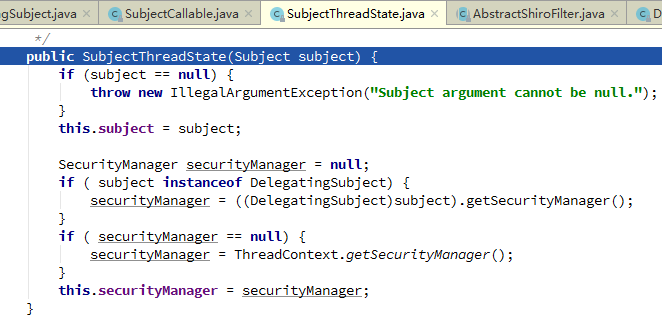 gSubject.java SubjectCallable.java SubjectThreadState.java AbstractShiroFilter.java D
*/
public SubjectThreadState(Subject subject) {
if (subject == null) {
throw new IllegalArgumentException("Subject argument cannot be null.");
}
this.subject = subject;
SecurityManager securityManager = null;
if ( subject instanceof DelegatingSubject) {
securityManager = ((DelegatingSubject)subject).getSecurityManager();
}
if ( securityManager == null) {
securityManager = ThreadContext.getSecurityManager();
}
this.securityManager = securityManager;
}